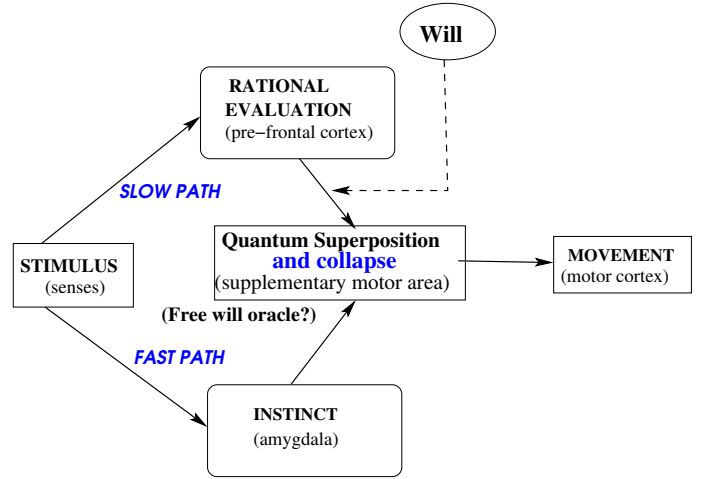 Will
RATIONAL
EVALUATION
(pre−frontal cortex)
SLOW PATH
STIMULUS
(senses)
Quantum Superposition
and collapse
(supplementary motor area)
(Free will oracle?)
MOVEMENT
(motor cortex)
FAST PATH
INSTINCT
(amygdala)